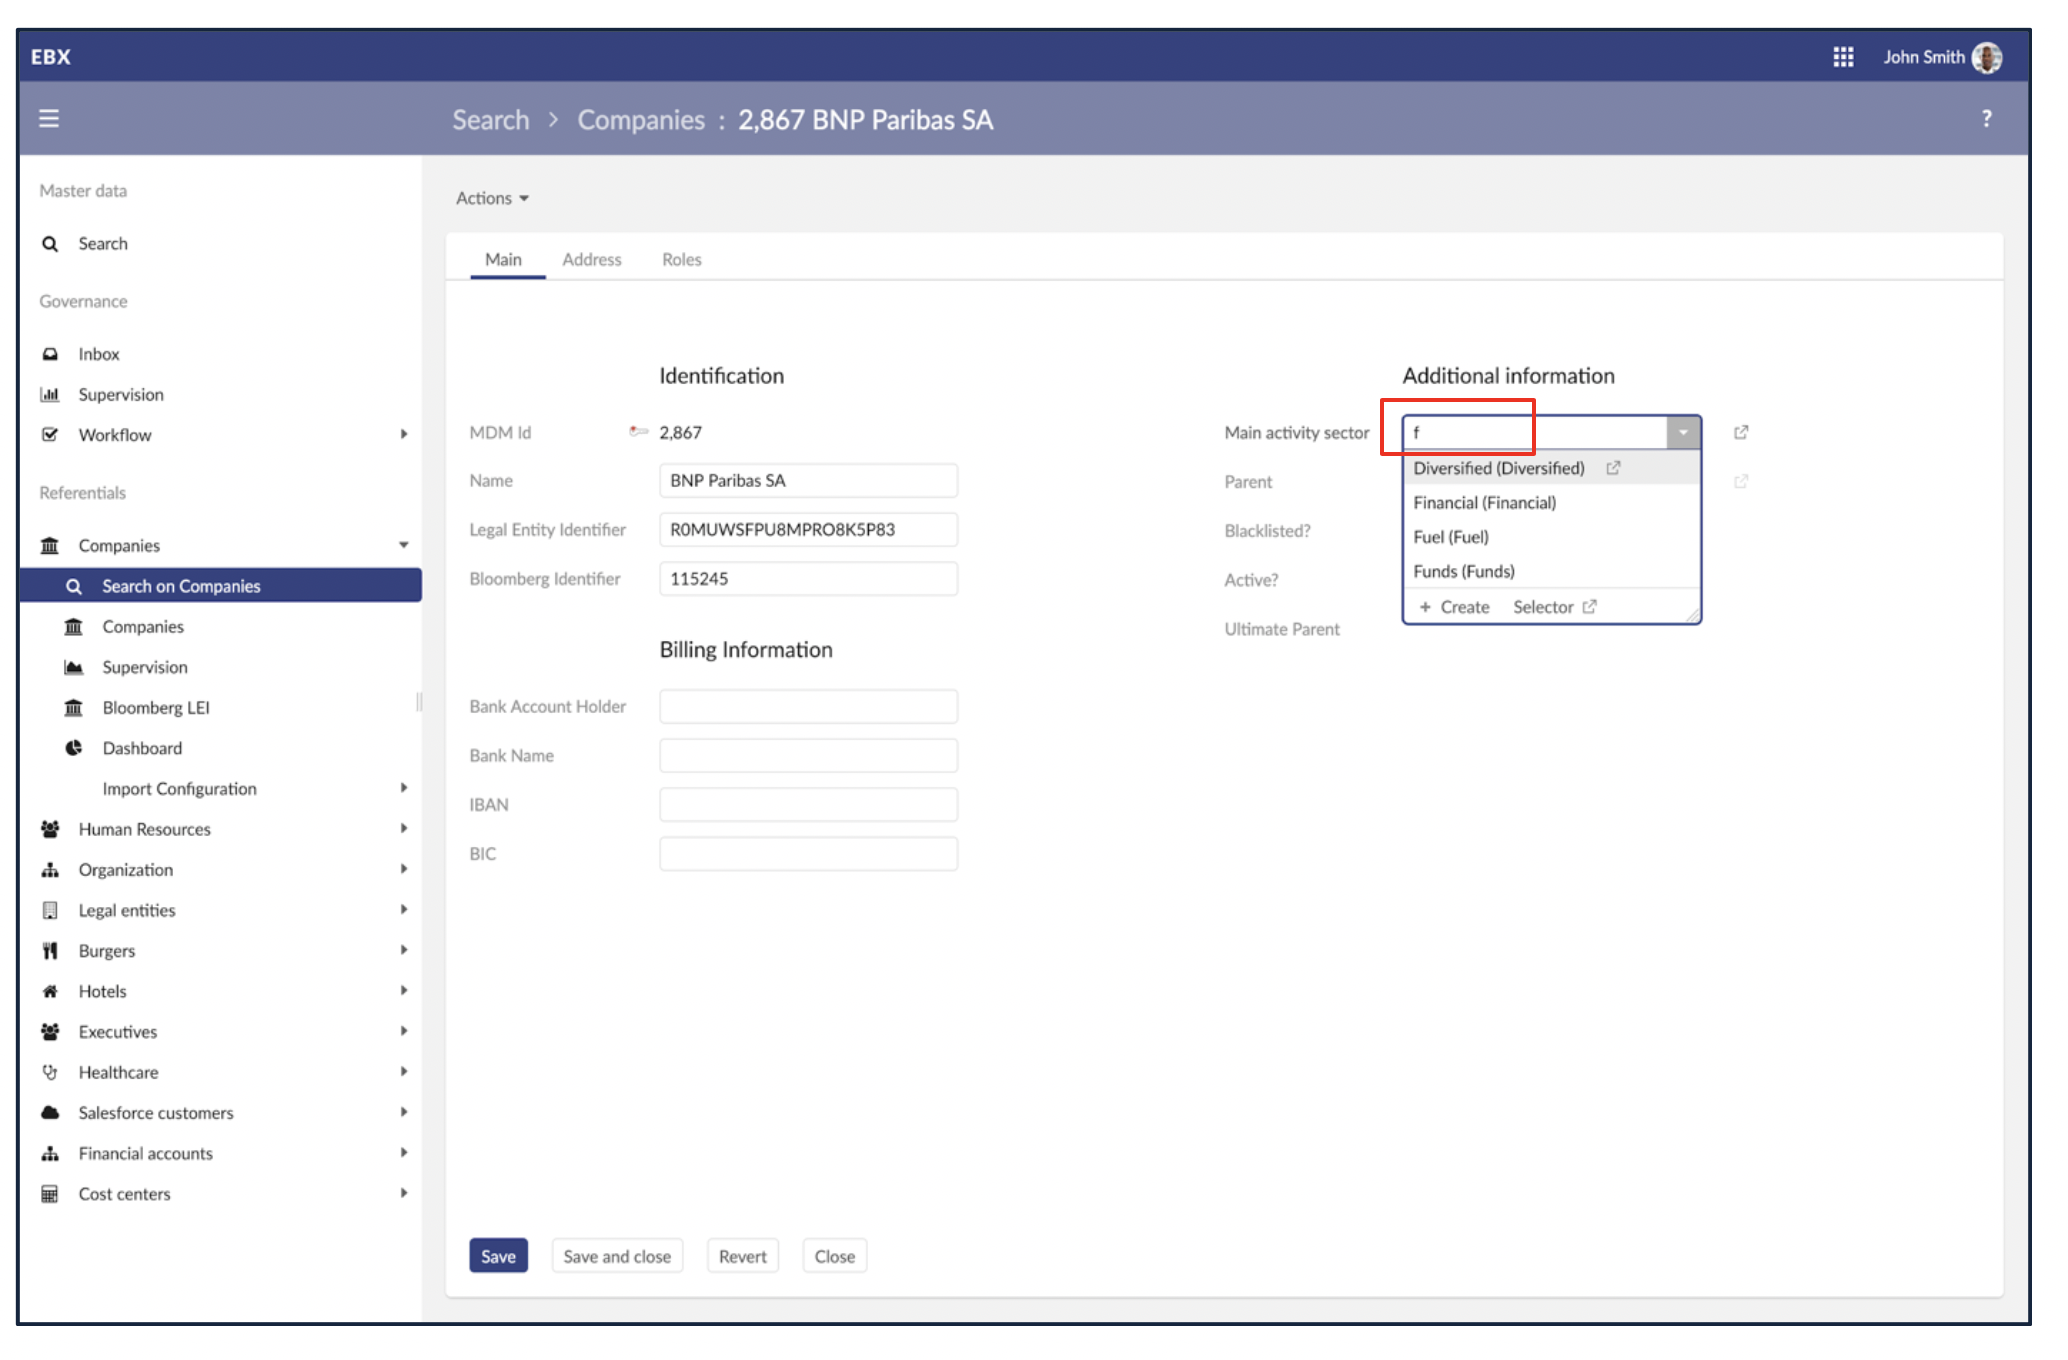 EBX
John Smith
Search > Companies : 2,867 BNP Paribas SA
?
Master data
Search
Governance
Inbox
Supervision
Workflow
Referentials
Companies
Search on Companies
Companies
Supervision
Bloomberg LEI
Dashboard
Import Configuration
Human Resources
Organization
Legal entities
Burgers
Hotels
Executives
Healthcare
Salesforce customers
Financial accounts
Cost centers
Actions
Main Address Roles
Identification
MDM Id 2,867
Name BNP Paribas SA
Legal Entity Identifier R0MUWSFPU8MPRO8K5P83
Bloomberg Identifier 115245
Billing Information
Bank Account Holder
Bank Name
IBAN
BIC
Additional information
Main activity sector f
Diversified (Diversified)
Financial (Financial)
Fuel (Fuel)
Funds (Funds)
+ Create Selector
Parent
Blacklisted?
Active?
Ultimate Parent
Save Save and close Revert Close